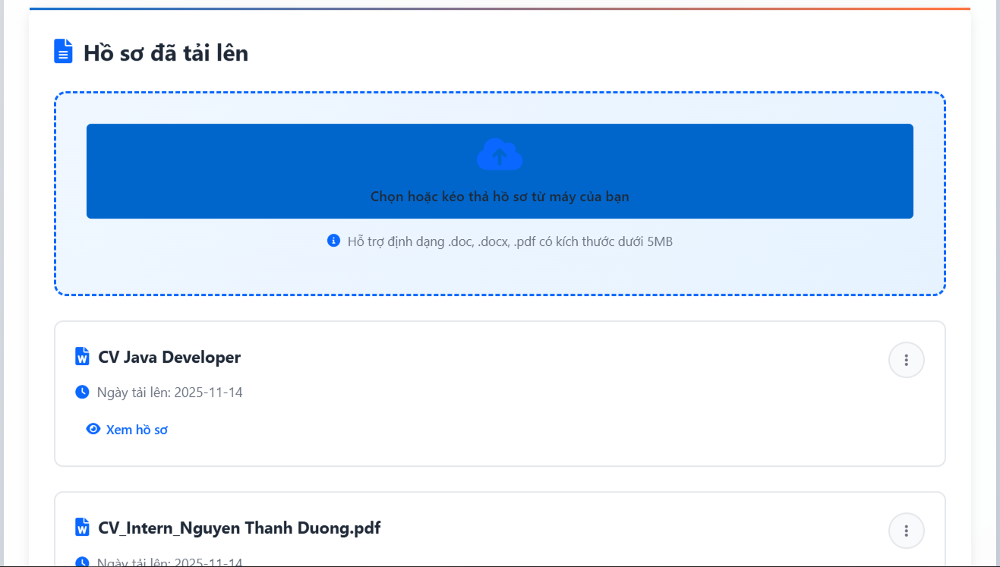 Hồ sơ đã tải lên
Chọn hoặc kéo thả hồ sơ từ máy của bạn
Hỗ trợ định dạng .doc, .docx, .pdf có kích thước dưới 5MB
CV Java Developer
Ngày tải lên: 2025-11-14
Xem hồ sơ
CV_Intern_Nguyen Thanh Duong.pdf
Ngày tải lên: 2025-11-14